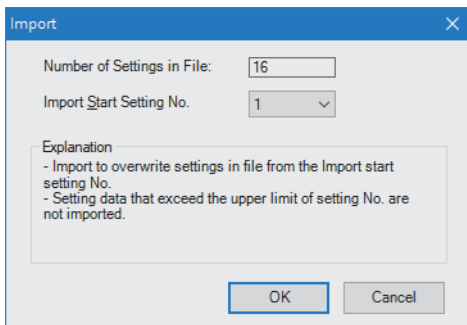 Import
Number of Settings in File: 16
Import Start Setting No. 1
Explanation
- Import to overwrite settings in file from the Import start
setting No.
- Setting data that exceed the upper limit of setting No. are
not imported.
OK Cancel